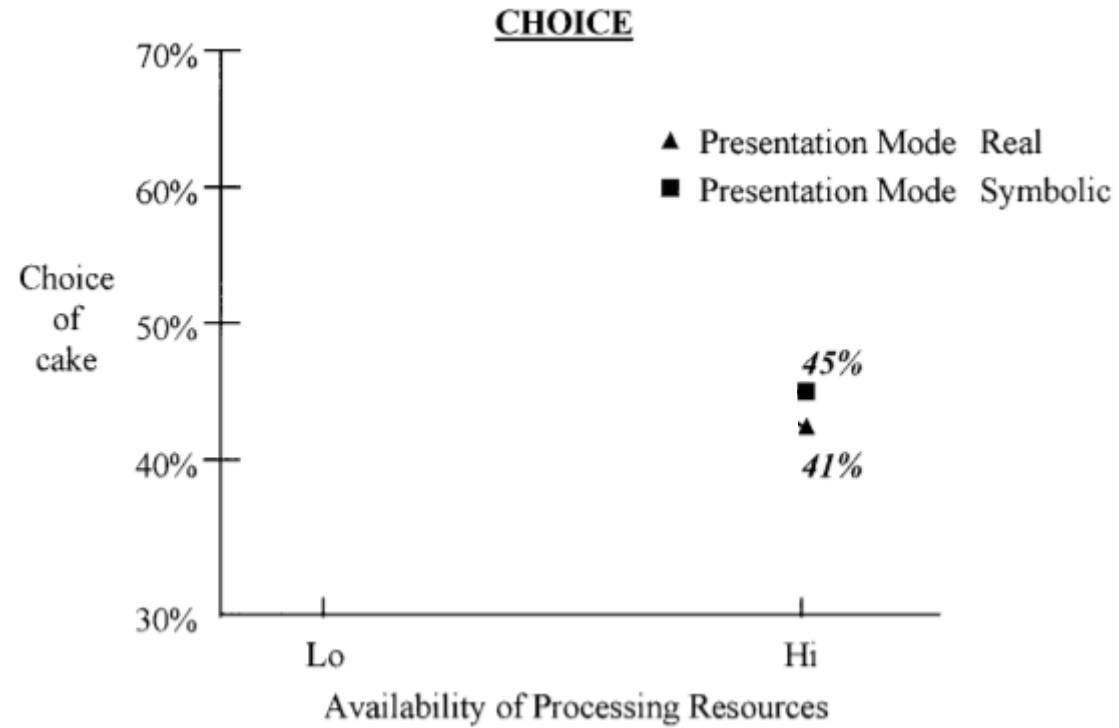 CHOICE
70%
▲ Presentation Mode Real
■ Presentation Mode Symbolic
60%
Choice
of
cake
50%
45%
40%
41%
30%
Lo
Hi
Availability of Processing Resources